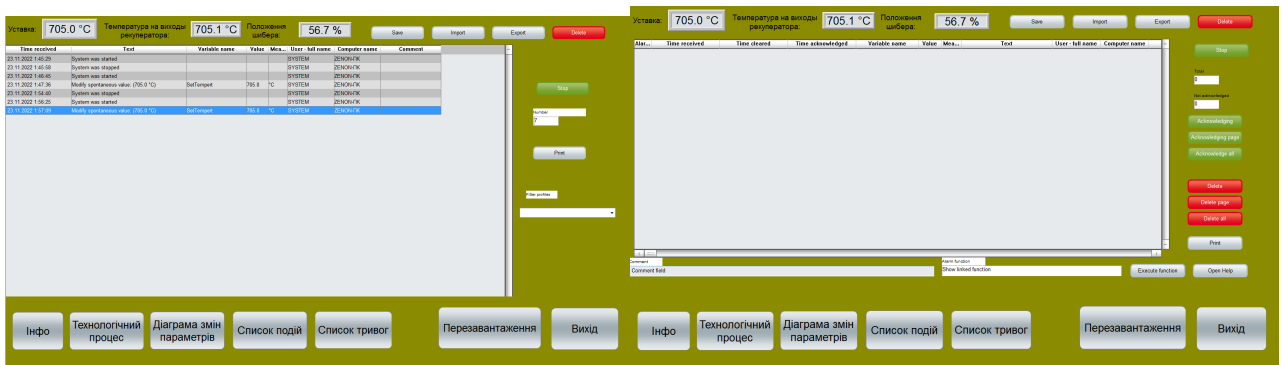 Уставка: 705.0 °C Температура на виходы рекуператора: 705.1 °C Положення шибера: 56.7 % Save Import Export Delete
Time received Text Variable name Value Mea... User - full name Computer name Comment
23.11.2022 1:45:29 System was started SYSTEM ZENON-ПК
23.11.2022 1:45:58 System was stopped SYSTEM ZENON-ПК
23.11.2022 1:46:45 System was started SYSTEM ZENON-ПК
23.11.2022 1:47:36 Modify spontaneous value: (705.0 °C) SetTempert 705.0 °C SYSTEM ZENON-ПК
23.11.2022 1:54:40 System was stopped SYSTEM ZENON-ПК
23.11.2022 1:56:25 System was started SYSTEM ZENON-ПК
23.11.2022 1:57:09 Modify spontaneous value: (705.0 °C) SetTempert 705.0 °C SYSTEM ZENON-ПК
Stop
Number
7
Print
Filter profiles
Інфо Технологічний процес Діаграма змін параметрів Список подій Список тривог Перезавантаження Вихід
Уставка: 705.0 °C Температура на виходы рекуператора: 705.1 °C Положення шибера: 56.7 % Save Import Export Delete
Alar... Time received Time cleared Time acknowledged Variable name Value Mea... Text User - full name Computer name
Stop
Total
0
Not acknowledged
0
Acknowledging
Acknowledging page
Acknowledge all
Delete
Delete page
Delete all
Print
Command Alarm function
Comment field Show linked function Execute function Open Help
Інфо Технологічний процес Діаграма змін параметрів Список подій Список тривог Перезавантаження Вихід